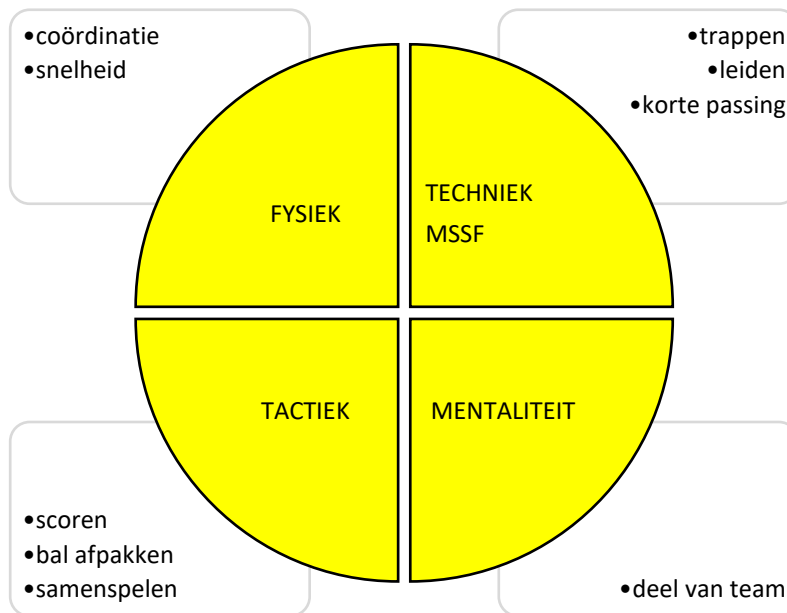 •coördinatie
•snelheid
•trappen
•leiden
•korte passing
FYSIEK
TECHNIEK
MSSF
TACTIEK
MENTALITEIT
•scoren
•bal afpakken
•samenspelen
•deel van team